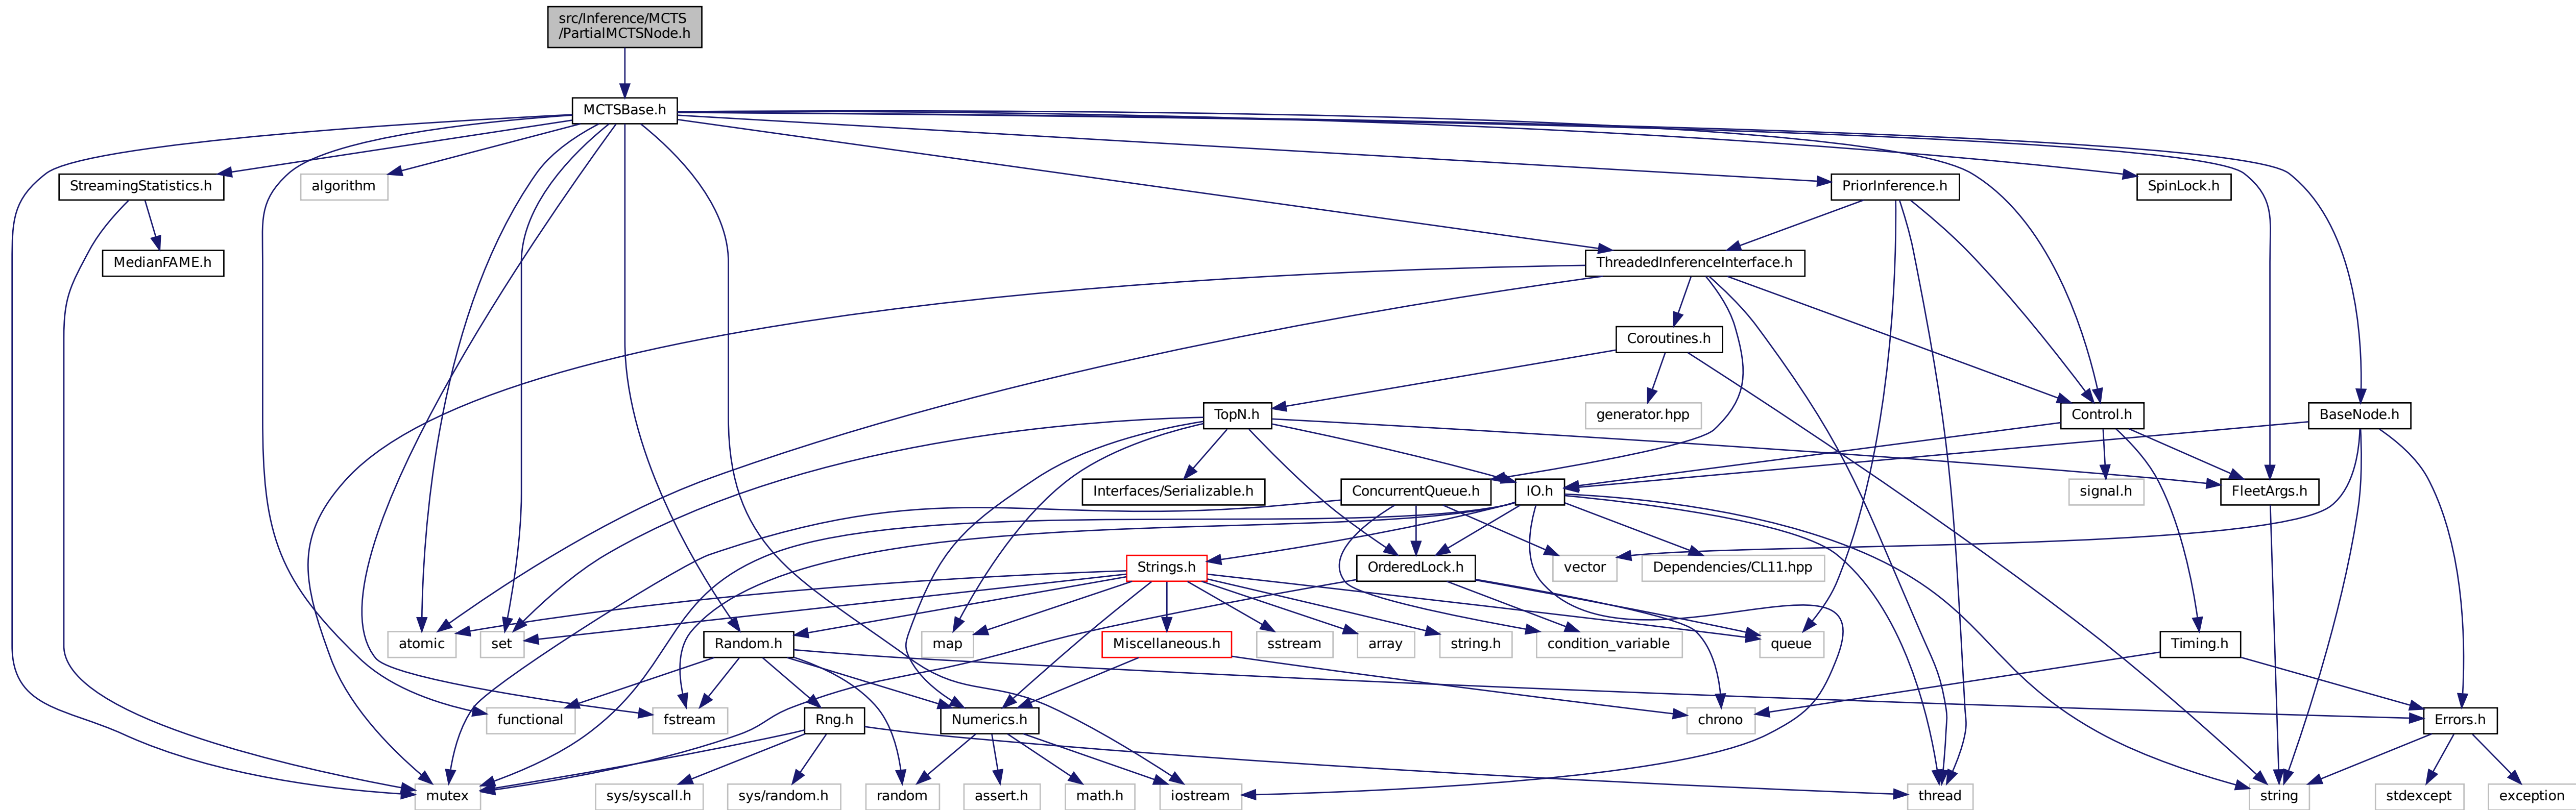 src/Inference/MCTS
/PartialMCTSNode.h
MCTSBase.h
StreamingStatistics.h
algorithm
PriorInference.h
SpinLock.h
MedianFAME.h
ThreadedInferenceInterface.h
Coroutines.h
TopN.h
generator.hpp
Control.h
BaseNode.h
Interfaces/Serializable.h
ConcurrentQueue.h
IO.h
signal.h
FleetArgs.h
Strings.h
OrderedLock.h
vector
Dependencies/CL11.hpp
atomic
set
Random.h
map
Miscellaneous.h
sstream
array
string.h
condition_variable
queue
Timing.h
functional
fstream
Rng.h
Numerics.h
chrono
Errors.h
mutex
sys/syscall.h
sys/random.h
random
assert.h
math.h
iostream
thread
string
stdexcept
exception